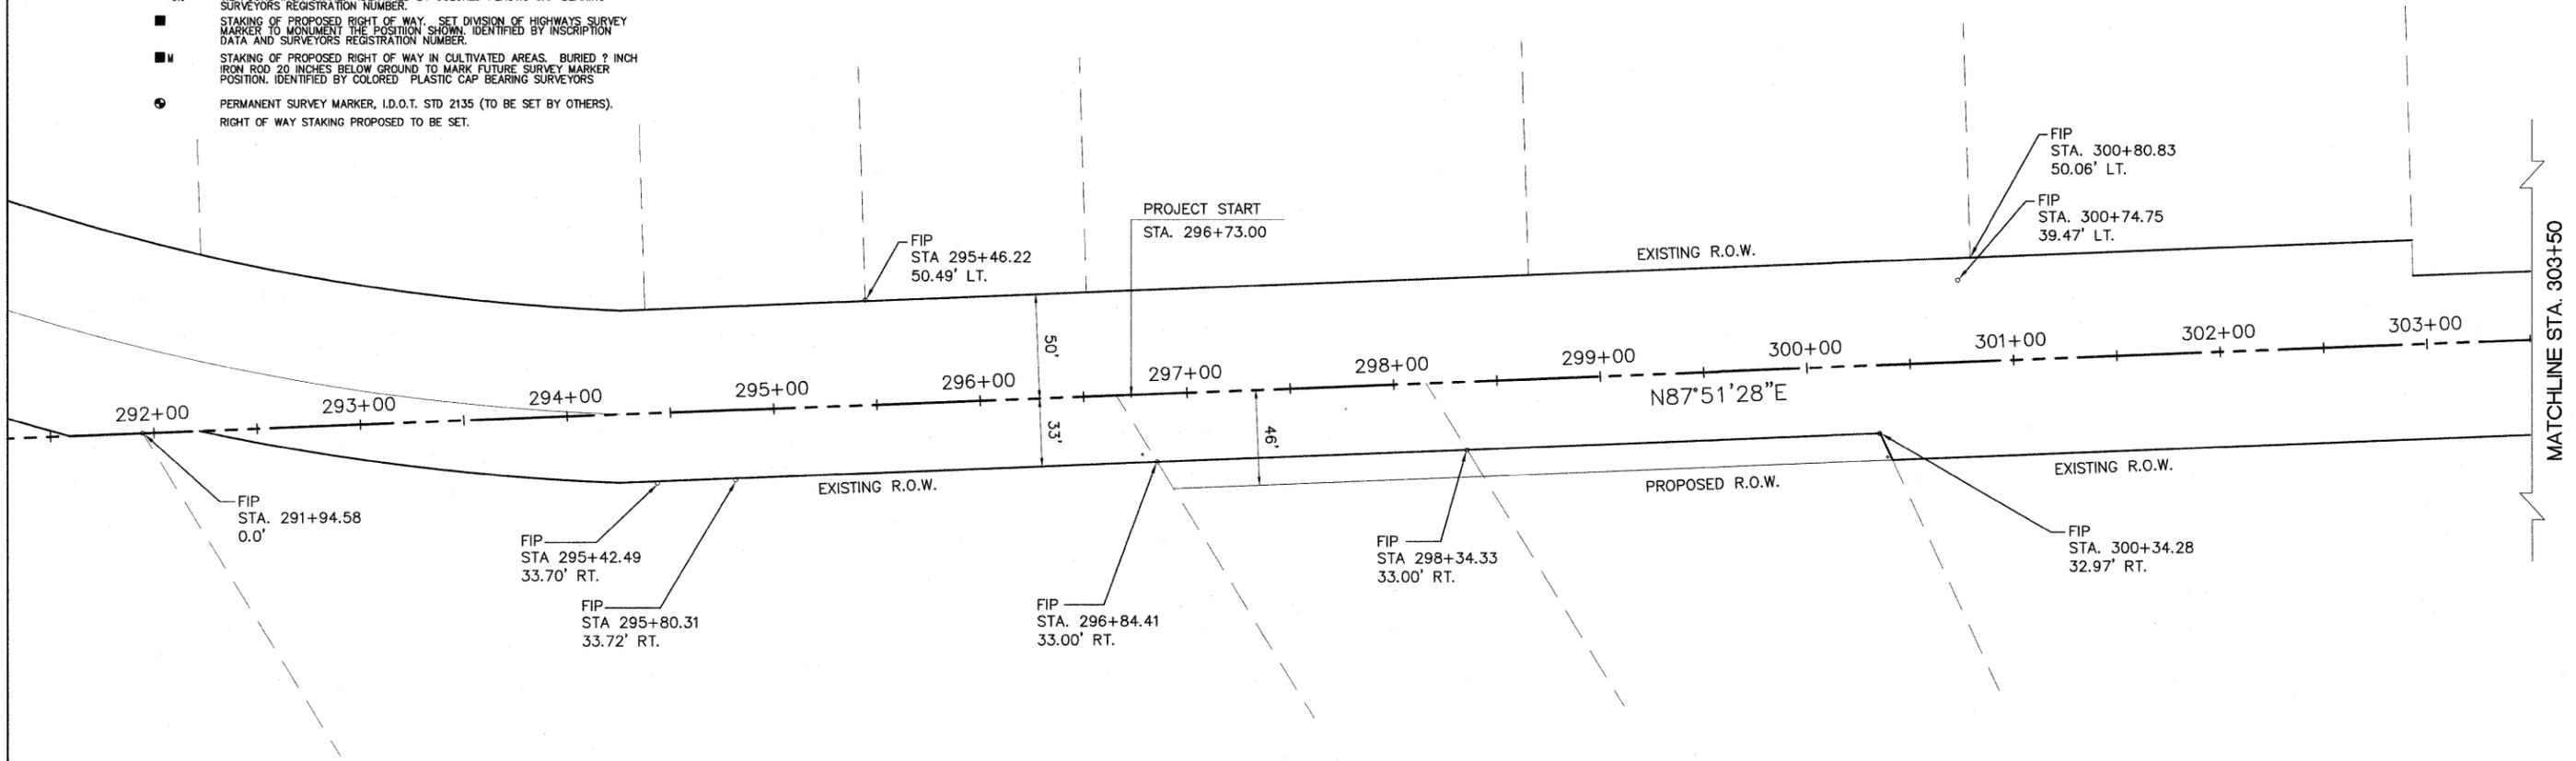 SURVEYORS REGISTRATION NUMBER.
STAKING OF PROPOSED RIGHT OF WAY. SET DIVISION OF HIGHWAYS SURVEY
MARKER TO MONUMENT THE POSITIION SHOWN. IDENTIFIED BY INSCRIPTION
DATA AND SURVEYORS REGISTRATION NUMBER.
M STAKING OF PROPOSED RIGHT OF WAY IN CULTIVATED AREAS. BURIED ? INCH
IRON ROD 20 INCHES BELOW GROUND TO MARK FUTURE SURVEY MARKER
POSITION. IDENTIFIED BY COLORED PLASTIC CAP BEARING SURVEYORS
PERMANENT SURVEY MARKER, I.D.O.T. STD 2135 (TO BE SET BY OTHERS).
RIGHT OF WAY STAKING PROPOSED TO BE SET.
FIP
STA 295+46.22
50.49' LT.
PROJECT START
STA. 296+73.00
EXISTING R.O.W.
FIP
STA. 300+80.83
50.06' LT.
FIP
STA. 300+74.75
39.47' LT.
MATCHLINE STA. 303+50
50'
33'
46'
292+00
293+00
294+00
295+00
296+00
297+00
298+00
299+00
300+00
301+00
302+00
303+00
N87°51'28"E
EXISTING R.O.W.
PROPOSED R.O.W.
EXISTING R.O.W.
FIP
STA. 291+94.58
0.0'
FIP
STA 295+42.49
33.70' RT.
FIP
STA 295+80.31
33.72' RT.
FIP
STA. 296+84.41
33.00' RT.
FIP
STA 298+34.33
33.00' RT.
FIP
STA. 300+34.28
32.97' RT.